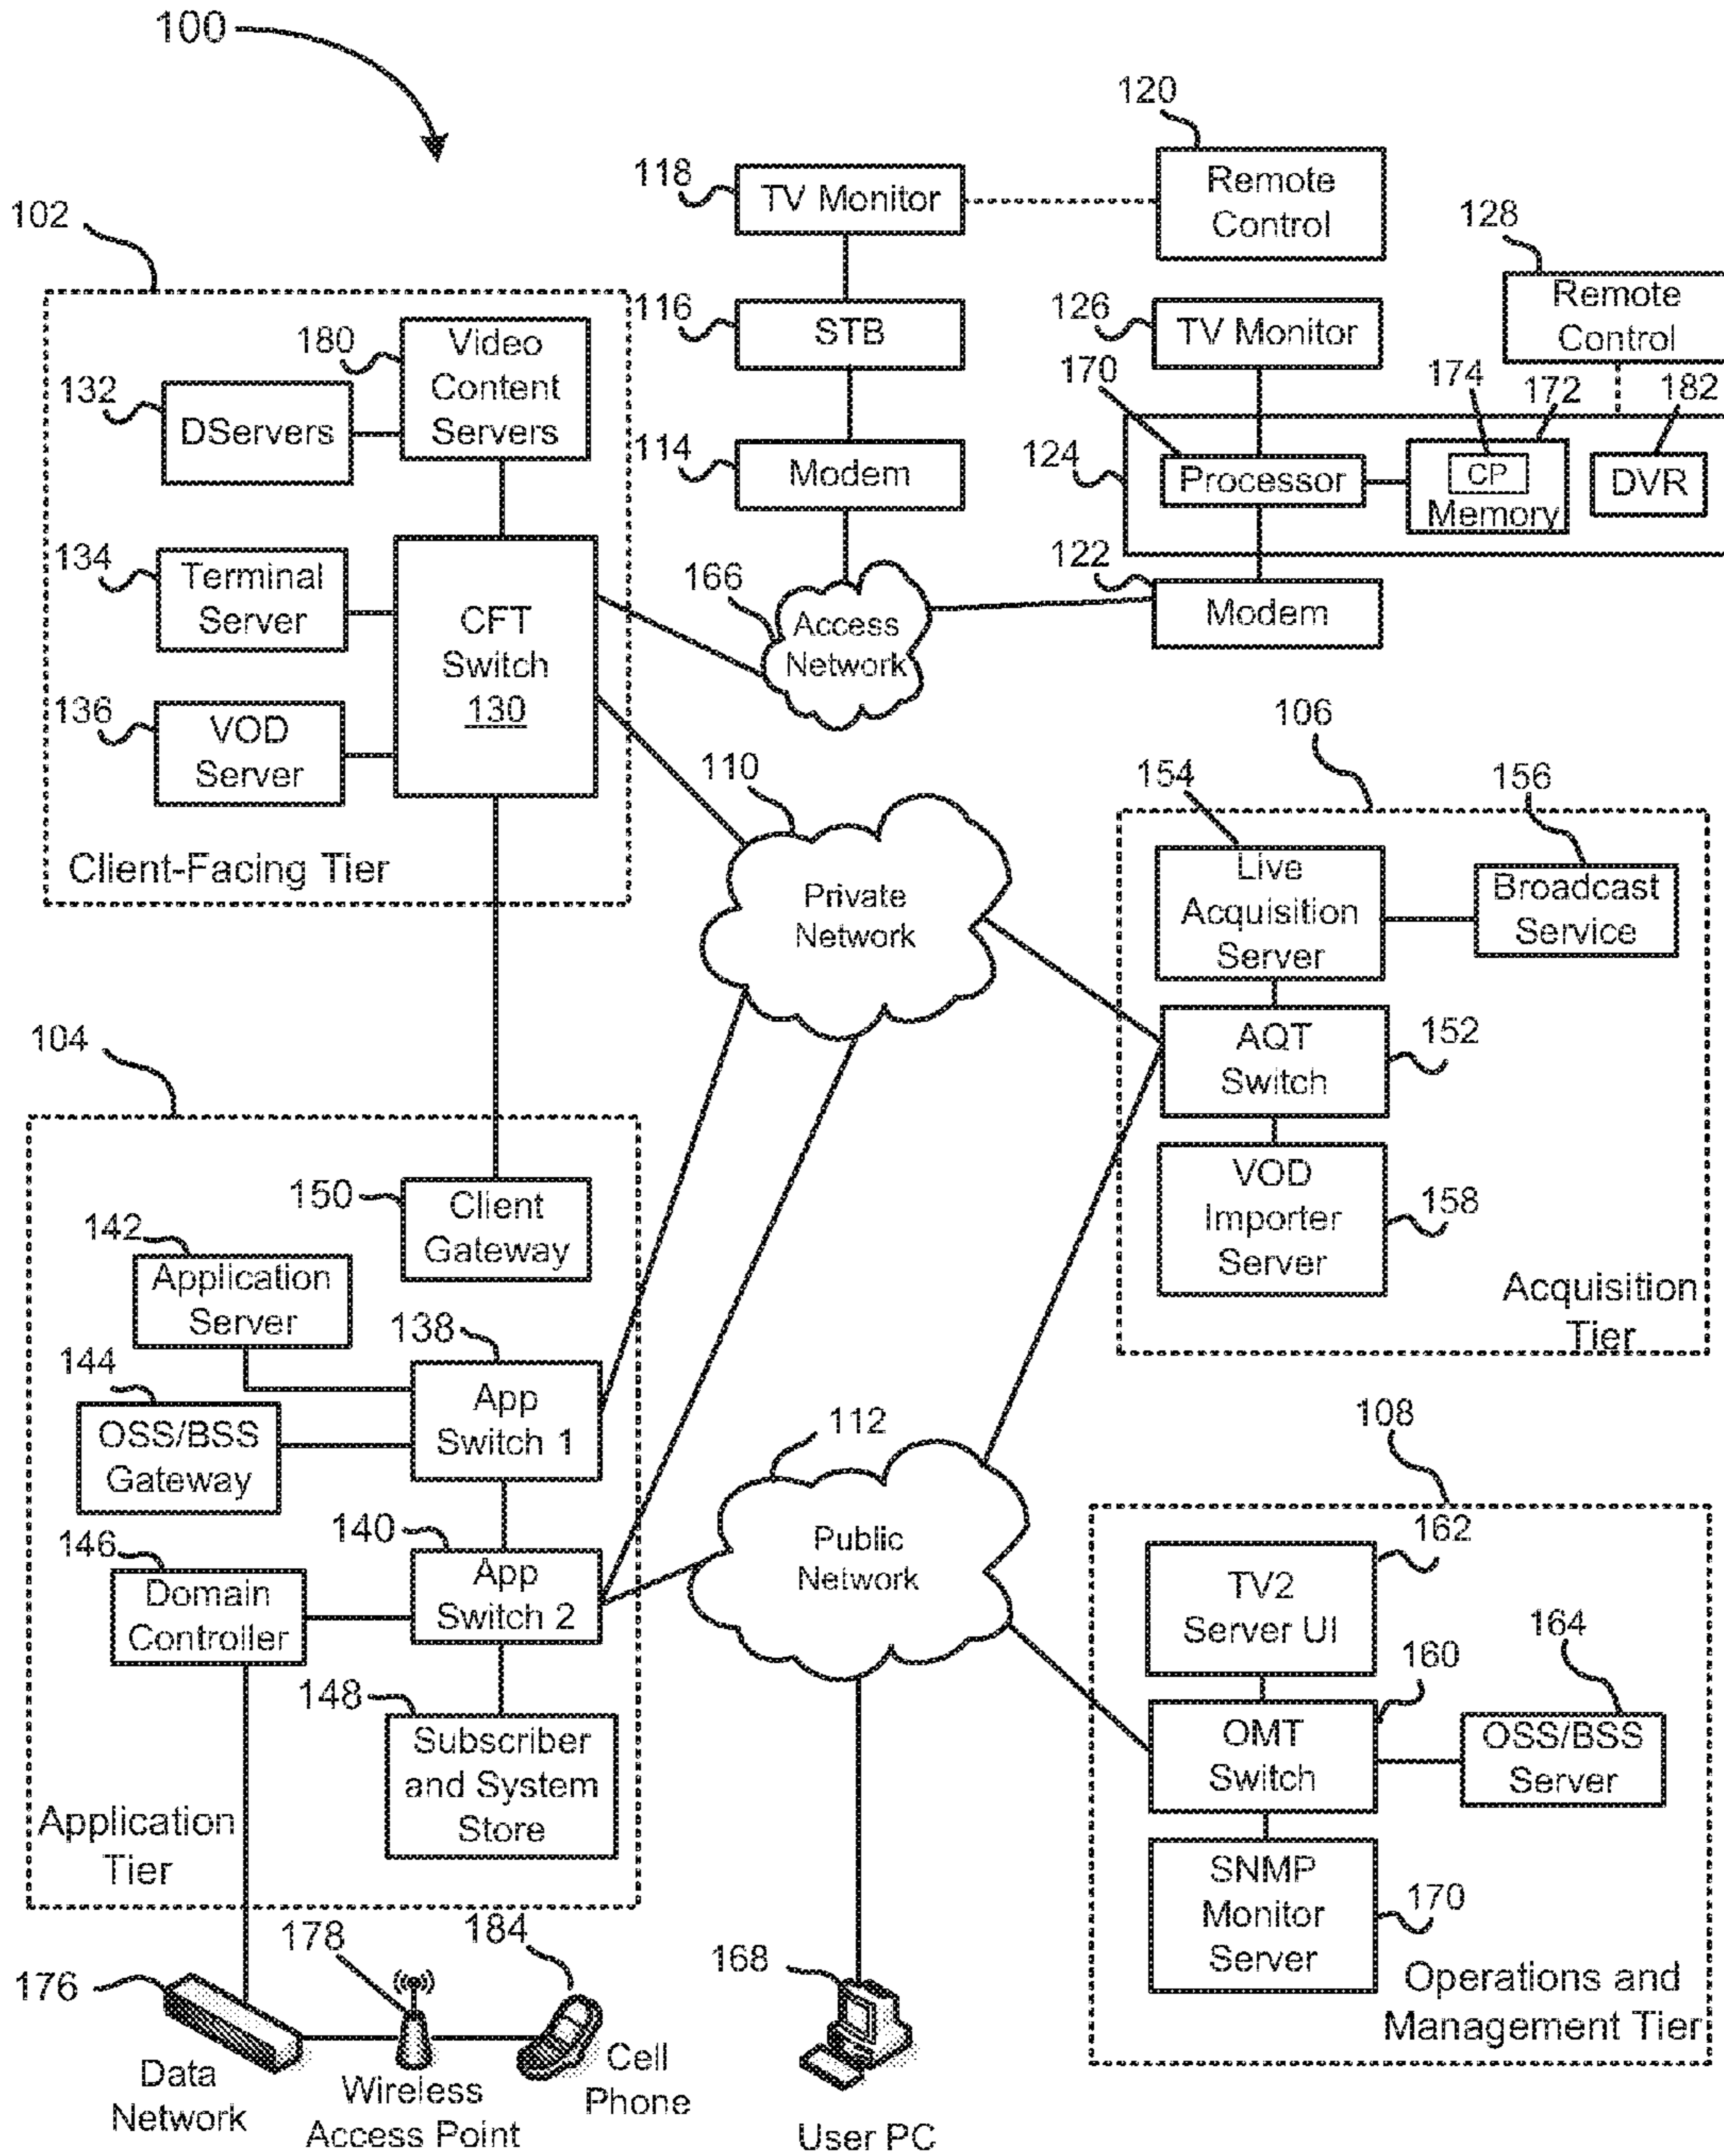 100
120
118
TV Monitor
Remote
Control
128
102
Remote
Control
180
Video
Content
Servers
116
STB
126
TV Monitor
132
DServers
170
174
172
182
114
Modem
124
Processor
CP
Memory
DVR
134
Terminal
Server
122
Modem
CFT
Switch
130
166
Access
Network
136
VOD
Server
106
110
154
156
Client-Facing Tier
Private
Network
Live
Acquisition
Server
Broadcast
Service
104
AQT
Switch
152
150
Client
Gateway
VOD
Importer
Server
158
142
Application
Server
Acquisition
Tier
138
144
App
Switch 1
OSS/BSS
Gateway
112
108
140
162
146
App
Switch 2
Domain
Controller
Public
Network
TV2
Server UI
164
160
148
Subscriber
and System
Store
OMT
Switch
OSS/BSS
Server
Application
Tier
SNMP
Monitor
Server
170
178
184
168
176
Operations and
Management Tier
Data
Network
Wireless
Access Point
Cell
Phone
User PC